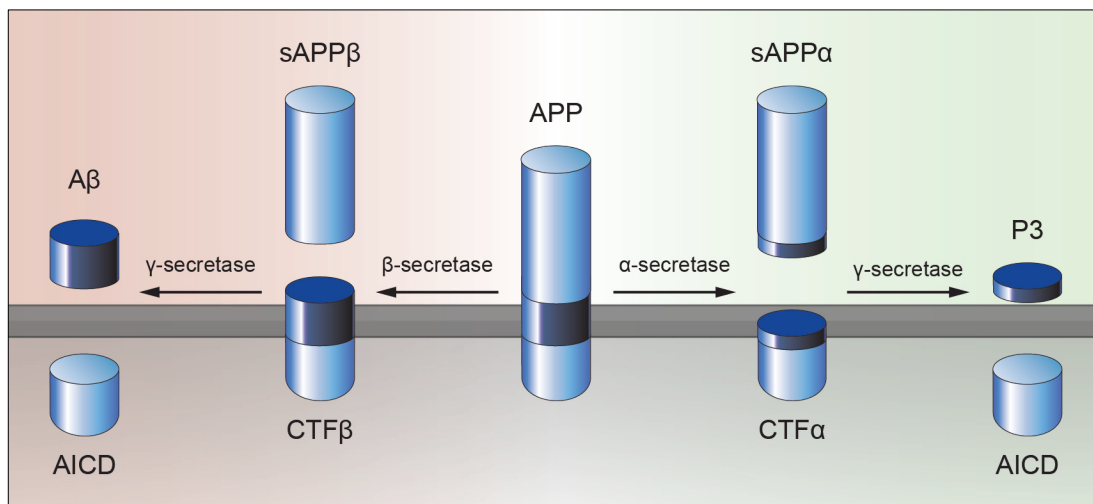 sAPPβ
sAPPα
APP
Aβ
P3
γ-secretase
β-secretase
α-secretase
γ-secretase
CTFβ
CTFα
AICD
AICD